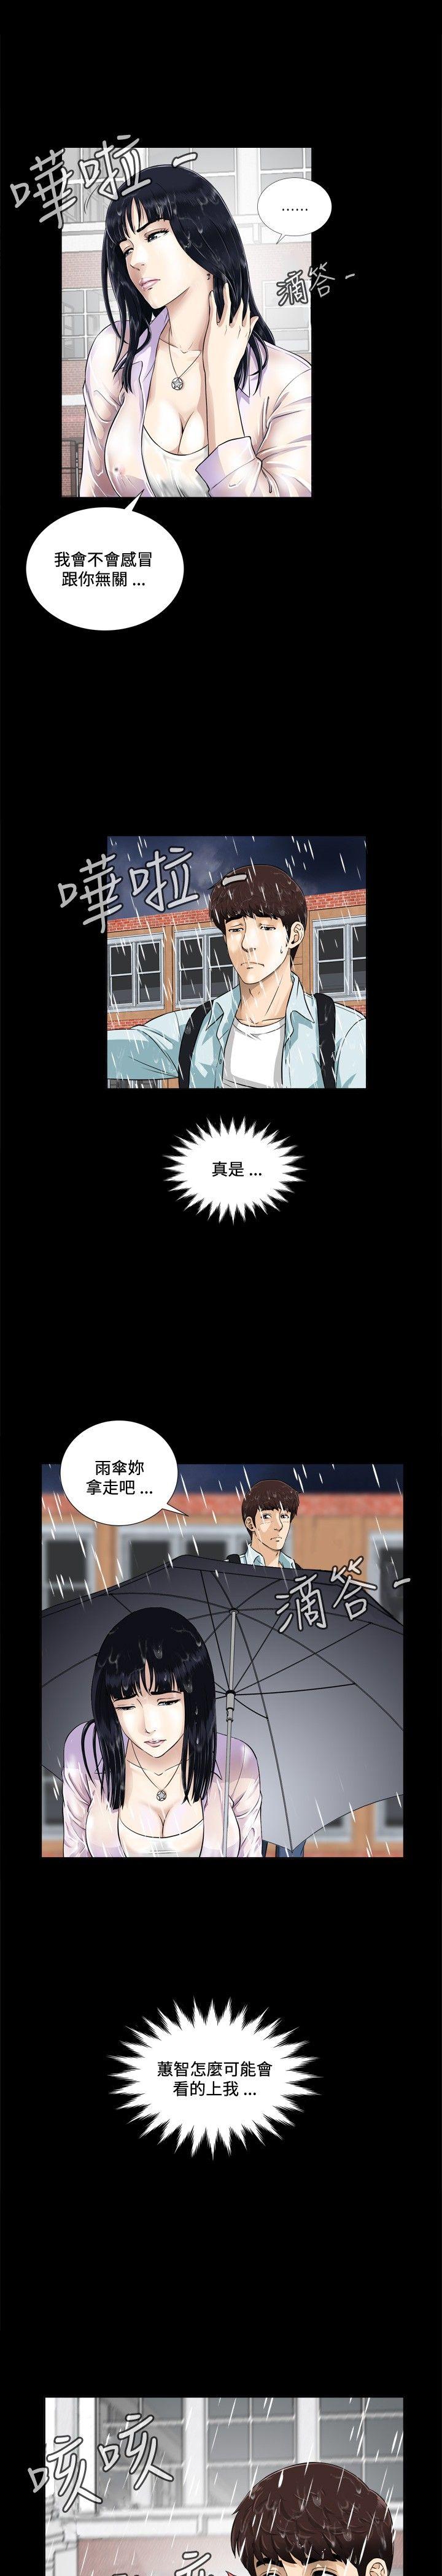 嘩啦-
......
滴答-
我會不會感冒
跟你無關...
嘩啦-
真是...
雨傘妳
拿走吧...
滴答-
蕙智怎麼可能會
看的上我...
咳咳
咳